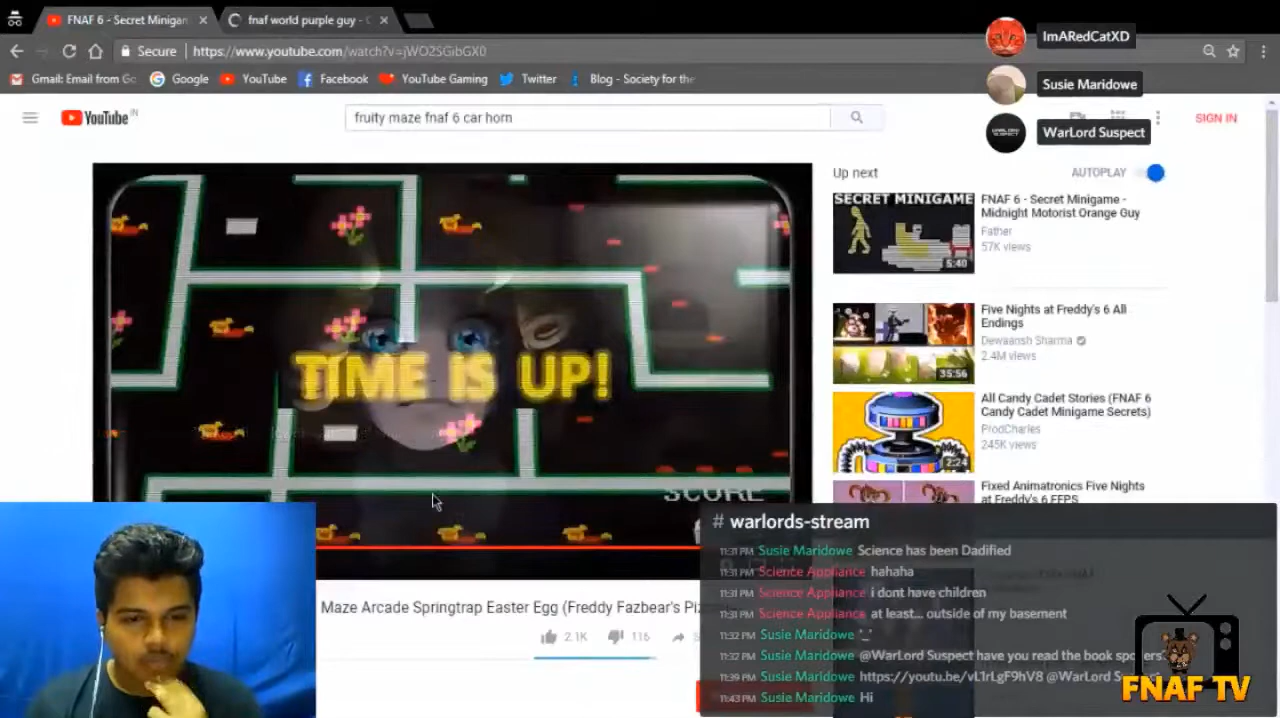 FNAF 6 - Secret Minigam
fnaf world purple guy - G
Secure
https://www.youtube.com/watch?v=jWO2SGibGX0
Gmail: Email from Go
Google
YouTube
Facebook
YouTube Gaming
Twitter
Blog - Society for the
ImARedCatXD
Susie Maridowe
WarLord Suspect
YouTube IN
fruity maze fnaf 6 car horn
SIGN IN
Up next
AUTOPLAY
TIME IS UP!
SCORE
SECRET MINIGAME
5:40
FNAF 6 - Secret Minigame -
Midnight Motorist Orange Guy
Father
57K views
35:56
Five Nights at Freddy's 6 All
Endings
Dewaansh Sharma
2.4M views
2:24
All Candy Cadet Stories (FNAF 6
Candy Cadet Minigame Secrets)
ProdCharles
245K views
Fixed Animatronics Five Nights
at Freddy's 6 FFPS
Maze Arcade Springtrap Easter Egg (Freddy Fazbear's Piz
2.1K
116
# warlords-stream
11:31 PM Susie Maridowe Science has been Dadified
11:31 PM Science Appliance hahaha
11:31 PM Science Appliance i dont have children
11:31 PM Science Appliance at least... outside of my basement
11:32 PM Susie Maridowe
11:32 PM Susie Maridowe @WarLord Suspect have you read the book spoilers
11:39 PM Susie Maridowe https://youtu.be/vL1rLgF9hV8 @WarLord Su
11:43 PM Susie Maridowe Hi
FNAF TV